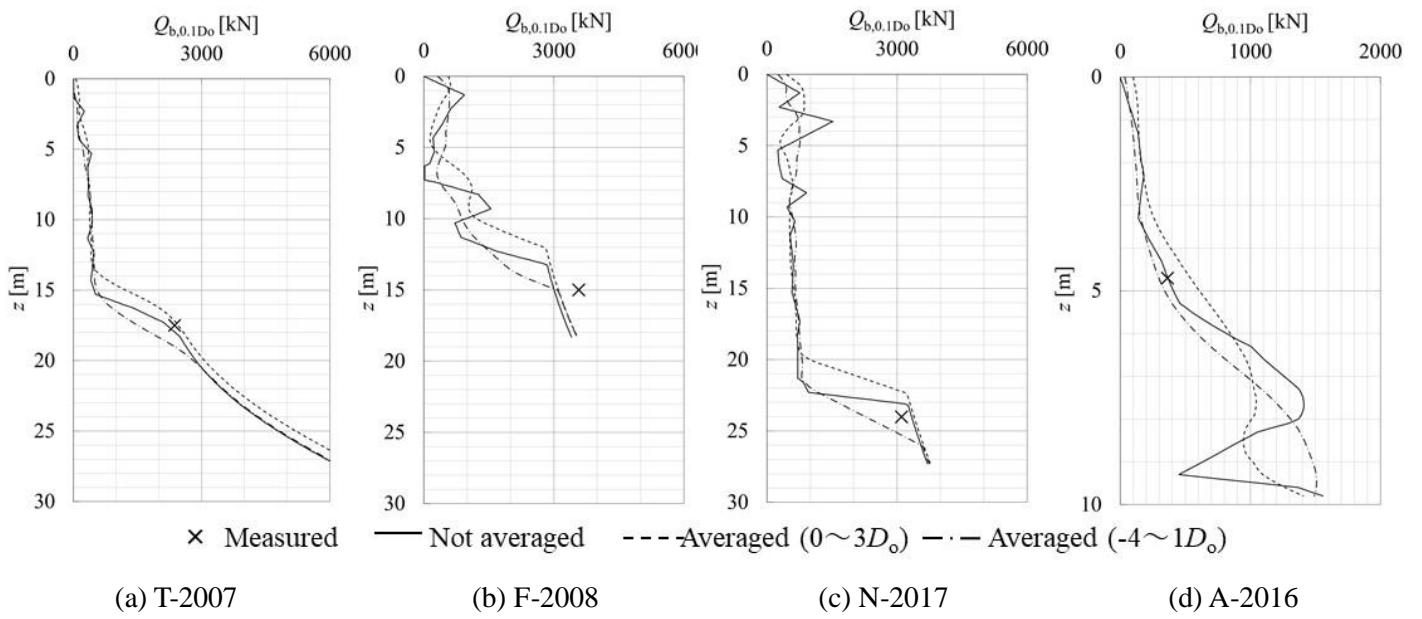 Q_b,0.1Do [kN]
0 3000 6000
0
5
10
15
20
25
30
z [m]
Q_b,0.1Do [kN]
0 3000 6000
0
5
10
15
20
25
30
z [m]
Q_b,0.1Do [kN]
0 3000 6000
0
5
10
15
20
25
30
z [m]
Q_b,0.1Do [kN]
0 1000 2000
0
5
10
z [m]
× Measured Not averaged Averaged (0～3D_o) Averaged (-4～1D_o)
(a) T-2007 (b) F-2008 (c) N-2017 (d) A-2016